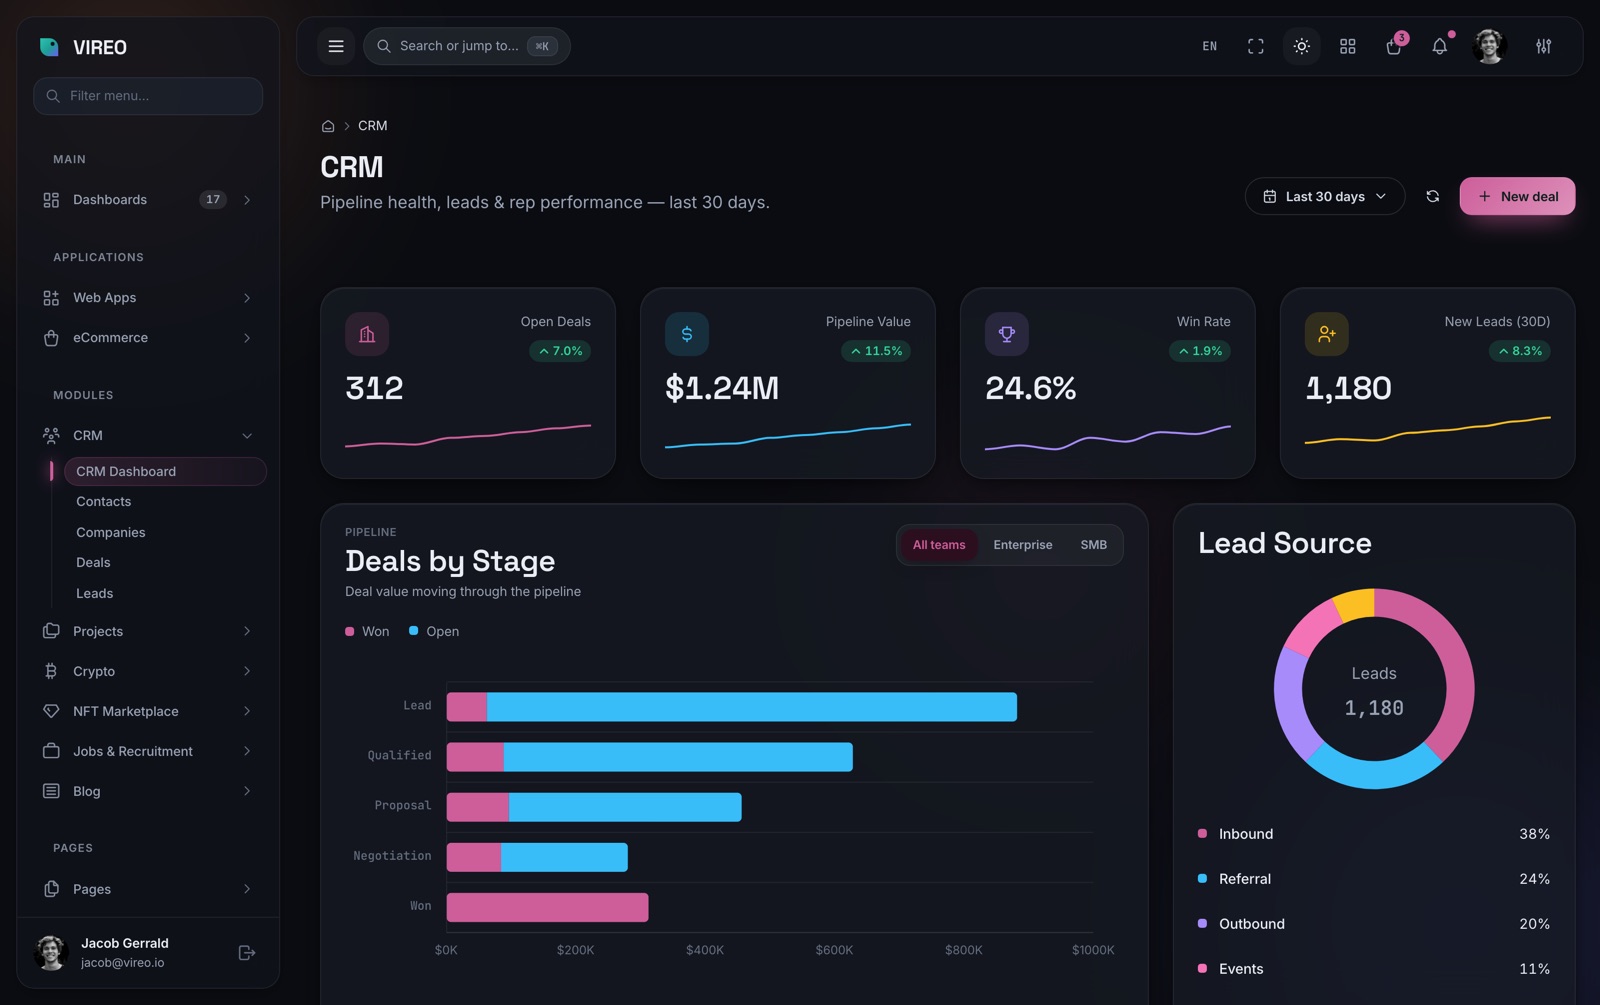 VIREO
Filter menu...
MAIN
Dashboards 17
APPLICATIONS
Web Apps
eCommerce
MODULES
CRM
CRM Dashboard
Contacts
Companies
Deals
Leads
Projects
Crypto
NFT Marketplace
Jobs & Recruitment
Blog
PAGES
Pages
Jacob Gerrald
jacob@vireo.io
Search or jump to... ⌘K
EN
3
CRM
CRM
Pipeline health, leads & rep performance — last 30 days.
Last 30 days
New deal
Open Deals
7.0%
312
Pipeline Value
11.5%
$1.24M
Win Rate
1.9%
24.6%
New Leads (30D)
8.3%
1,180
PIPELINE
Deals by Stage
Deal value moving through the pipeline
All teams Enterprise SMB
Won Open
Lead
Qualified
Proposal
Negotiation
Won
$0K $200K $400K $600K $800K $1000K
Lead Source
Leads
1,180
Inbound 38%
Referral 24%
Outbound 20%
Events 11%